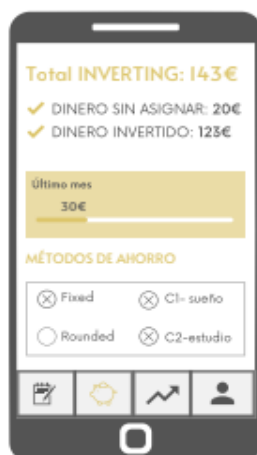 Total INVERTING: 143€
DINERO SIN ASIGNAR: 20€
DINERO INVERTIDO: 123€
Último mes
30€
MÉTODOS DE AHORRO
Fixed
C1- sueño
Rounded
C2-estudio